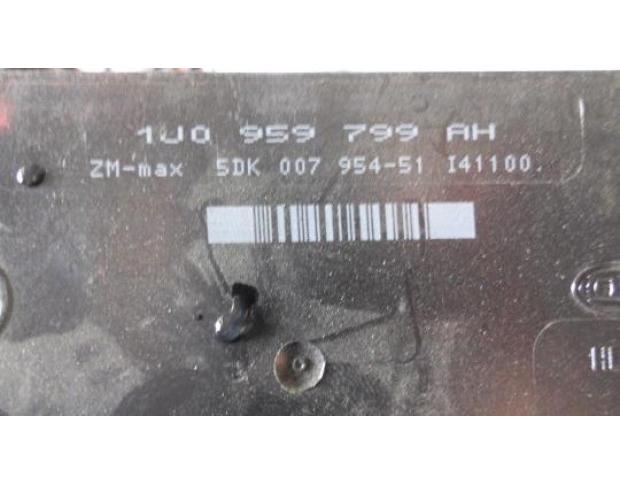 1U0 959 799 AH
ZM-max 5DK 007 954-51 I41100.